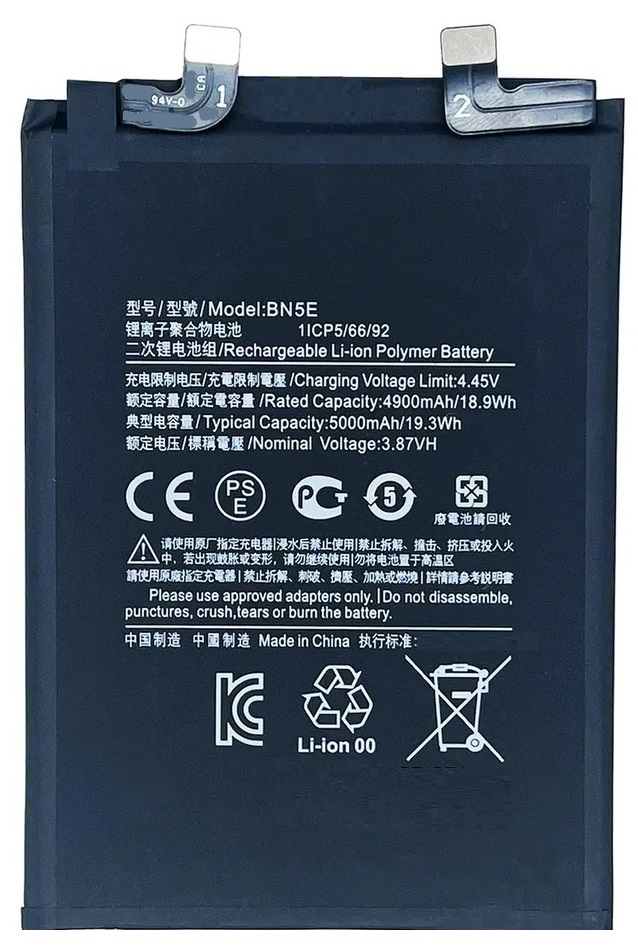 94V-0
CA
1
2
型号/型號/Model:BN5E
锂离子聚合物电池 1ICP5/66/92
二次锂电池组/Rechargeable Li-ion Polymer Battery
充电限制电压/充電限制電壓/Charging Voltage Limit:4.45V
额定容量/額定電容量/Rated Capacity:4900mAh/18.9Wh
典型电容量/Typical Capacity:5000mAh/19.3Wh
额定电压/標稱電壓/Nominal Voltage:3.87VH
CE
PS
E
PCT
5
廢電池請回收
请使用原厂指定充电器|浸水后禁止使用|禁止拆解、撞击、挤压或投入火
中，若出现鼓胀或变形，请勿继续使用|勿将电池置于高温区
請使用原廠指定充電器|禁止拆解、刺破、擠壓、加熱或燃燒|詳情請參考說明書
Please use approved adapters only. | Do not disassemble,
punctures, crush,tears or burn the battery.
中国制造 中國製造 Made in China 执行标准:
Li-ion 00